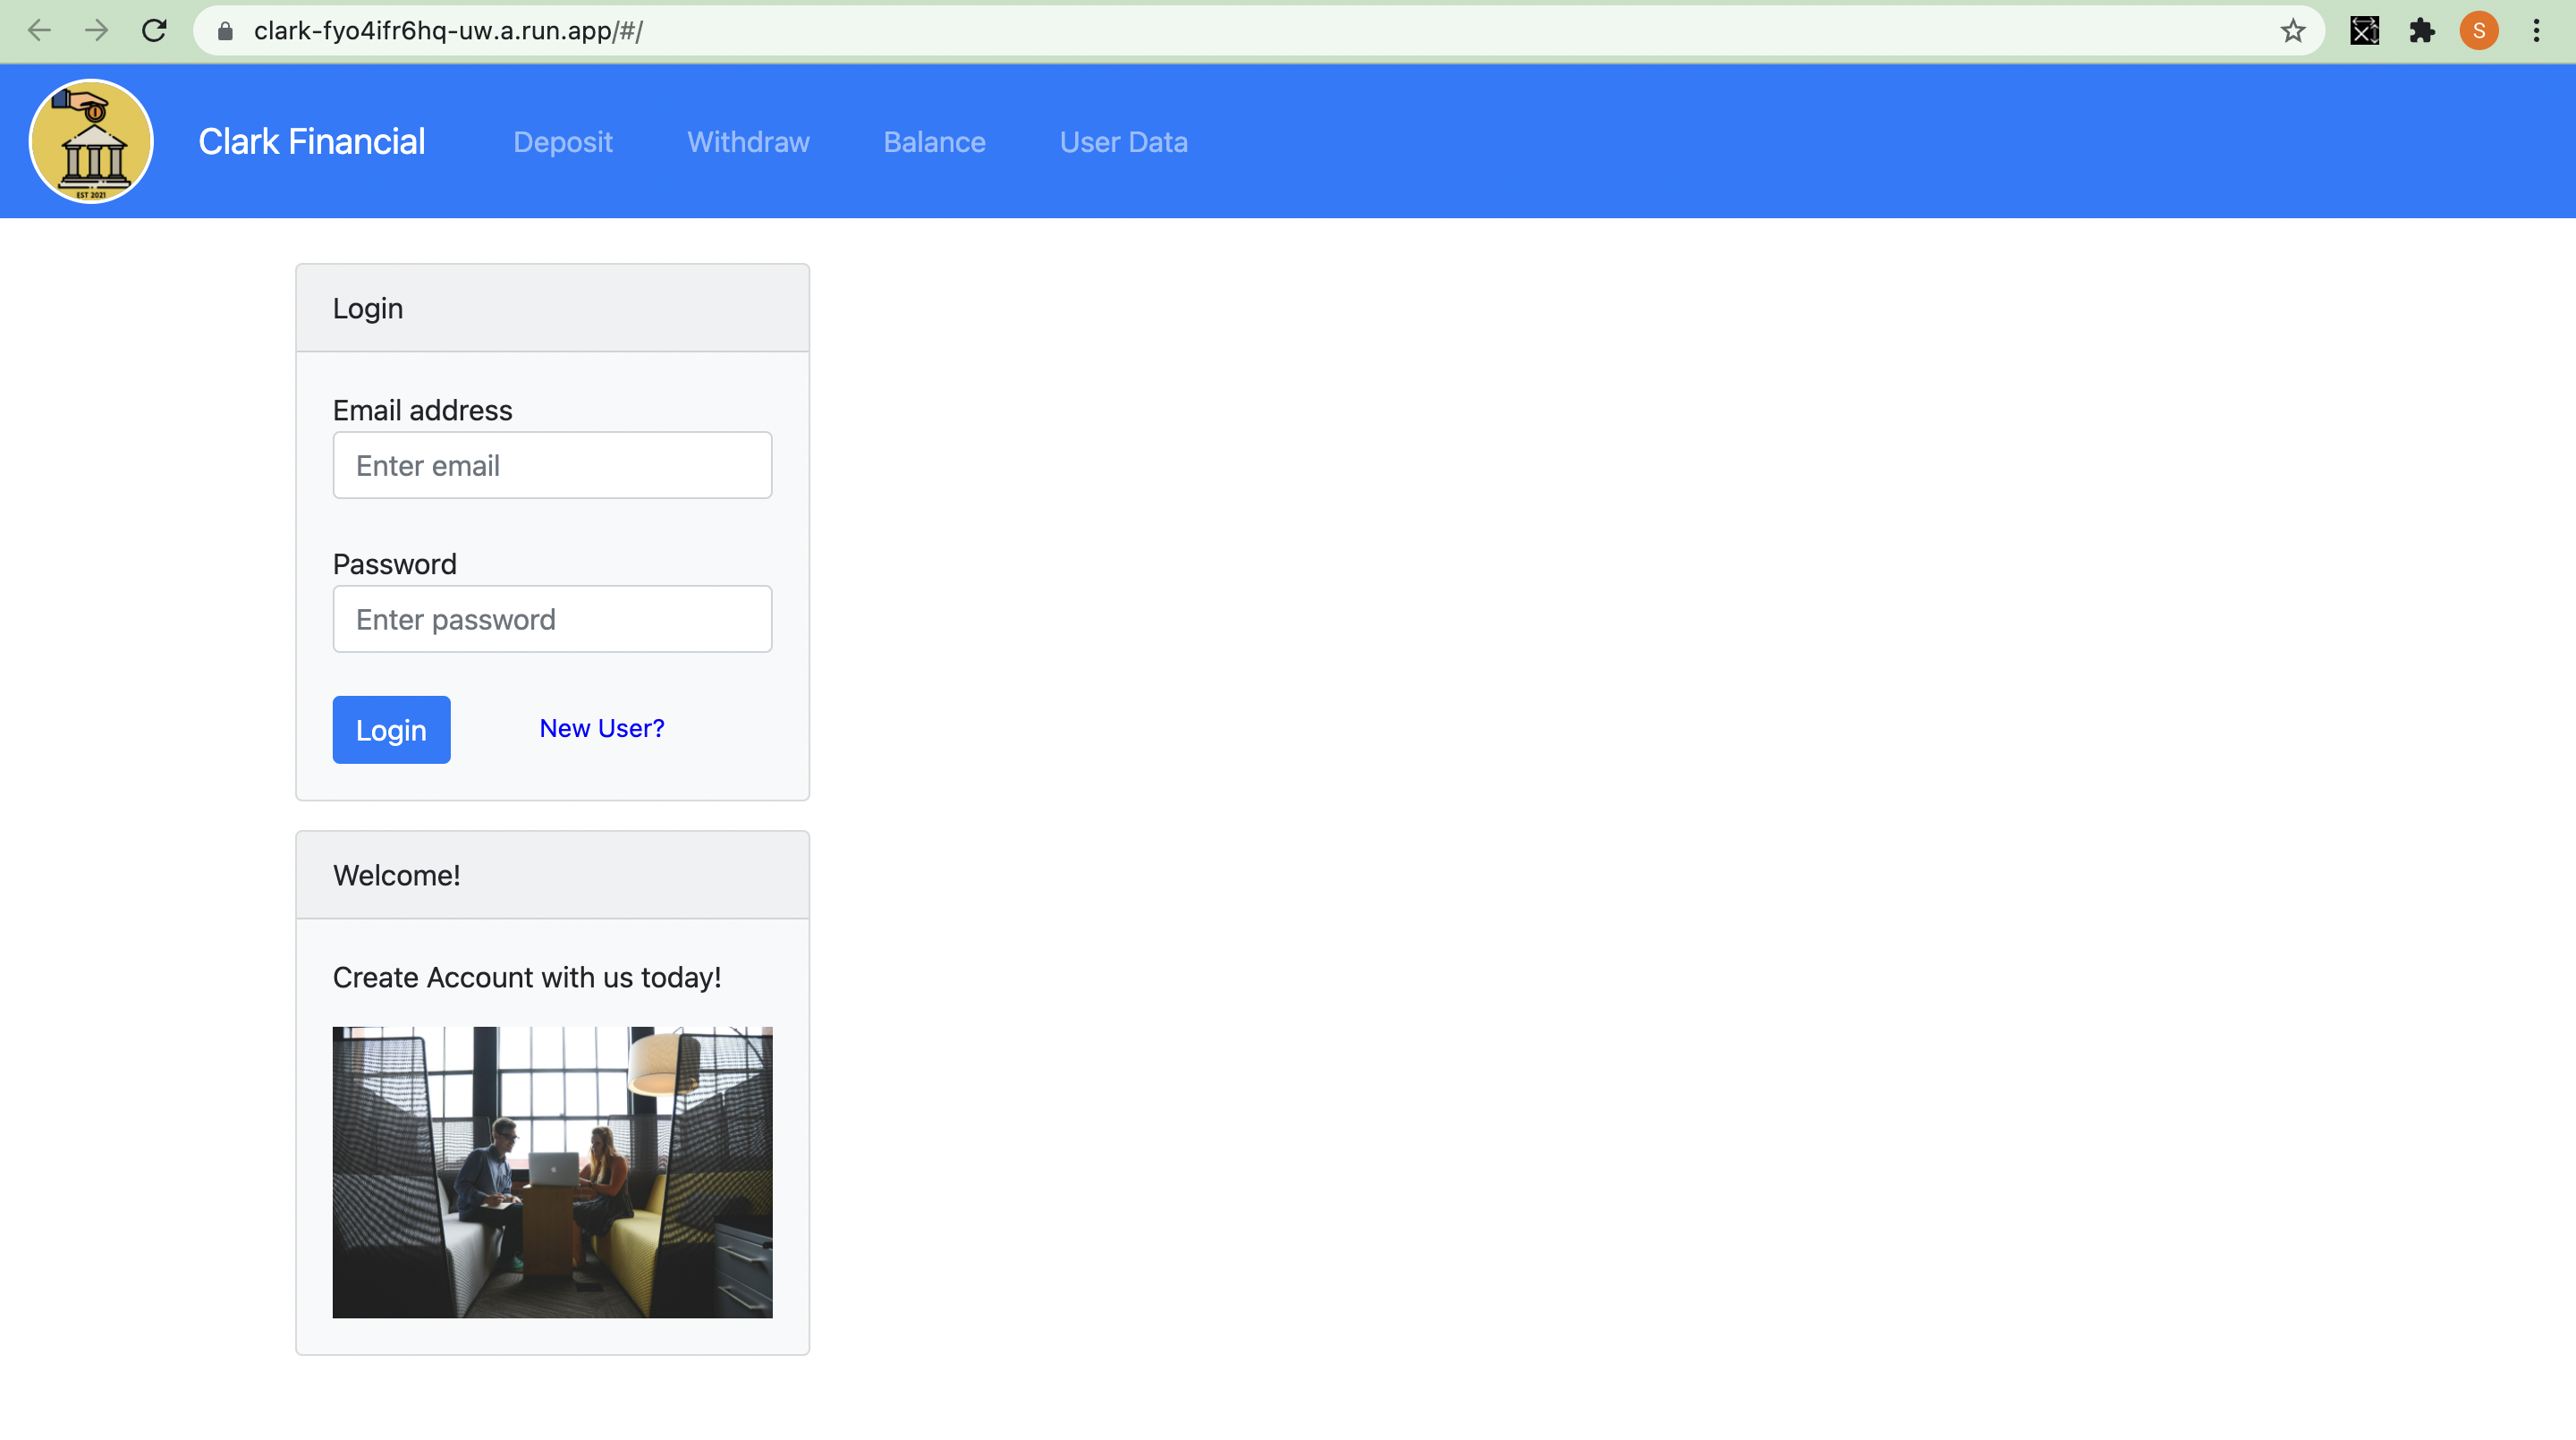 clark-fyo4ifr6hq-uw.a.run.app/#/
S
EST 2021
Clark Financial
Deposit
Withdraw
Balance
User Data
Login
Email address
Enter email
Password
Enter password
Login
New User?
Welcome!
Create Account with us today!